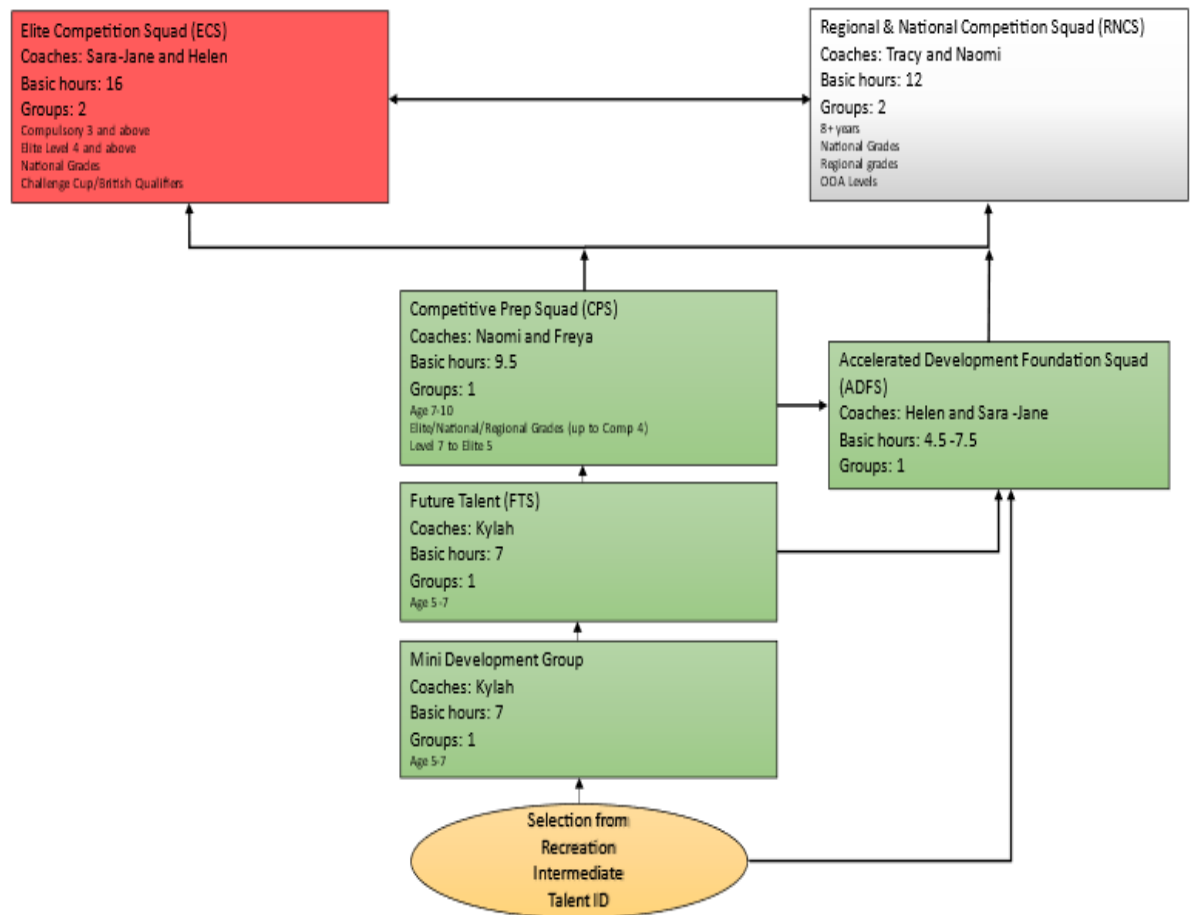 Elite Competition Squad (ECS)
Coaches: Sara-Jane and Helen
Basic hours: 16
Groups: 2
Compulsory 3 and above
Elite Level 4 and above
National Grades
Challenge Cup/British Qualifiers
Regional & National Competition Squad (RNCS)
Coaches: Tracy and Naomi
Basic hours: 12
Groups: 2
8+ years
National Grades
Regional grades
OOA Levels
Competitive Prep Squad (CPS)
Coaches: Naomi and Freya
Basic hours: 9.5
Groups: 1
Age 7-10
Elite/National/Regional Grades (up to Comp 4)
Level 7 to Elite 5
Accelerated Development Foundation Squad
(ADFS)
Coaches: Helen and Sara -Jane
Basic hours: 4.5 -7.5
Groups: 1
Future Talent (FTS)
Coaches: Kylah
Basic hours: 7
Groups: 1
Age 5 -7
Mini Development Group
Coaches: Kylah
Basic hours: 7
Groups: 1
Age 5-7
Selection from
Recreation
Intermediate
Talent ID